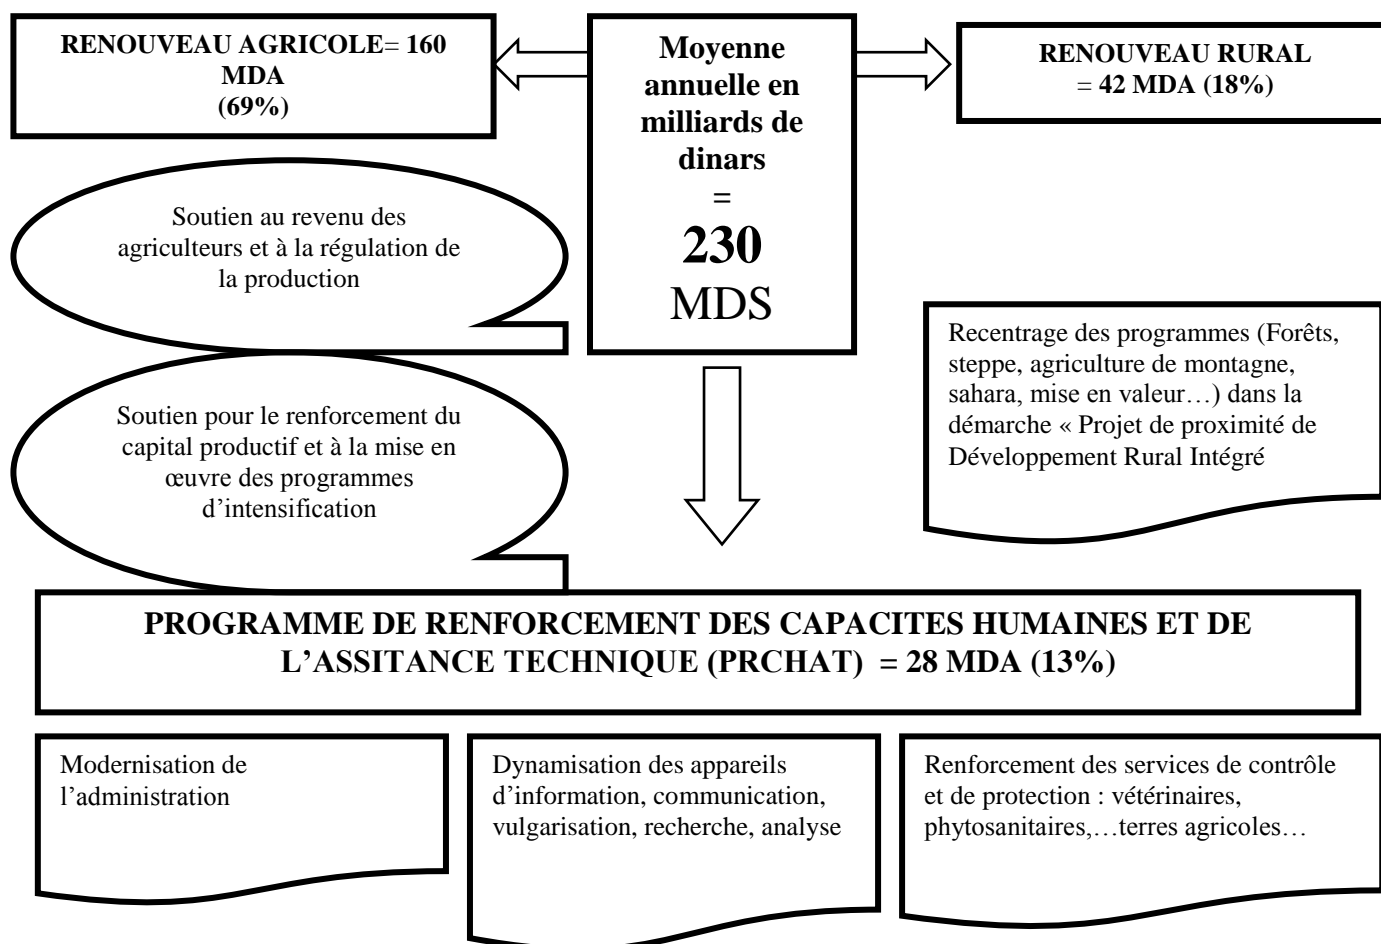 RENOUVEAU AGRICOLE= 160
MDA
(69%)
Moyenne
annuelle en
milliards de
dinars
=
230
MDS
RENOUVEAU RURAL
= 42 MDA (18%)
Soutien au revenu des
agriculteurs et à la régulation de
la production
Soutien pour le renforcement du
capital productif et à la mise en
œuvre des programmes
d’intensification
Recentrage des programmes (Forêts,
steppe, agriculture de montagne,
sahara, mise en valeur…) dans la
démarche « Projet de proximité de
Développement Rural Intégré
PROGRAMME DE RENFORCEMENT DES CAPACITES HUMAINES ET DE
L’ASSITANCE TECHNIQUE (PRCHAT) = 28 MDA (13%)
Modernisation de
l’administration
Dynamisation des appareils
d’information, communication,
vulgarisation, recherche, analyse
Renforcement des services de contrôle
et de protection : vétérinaires,
phytosanitaires,…terres agricoles…